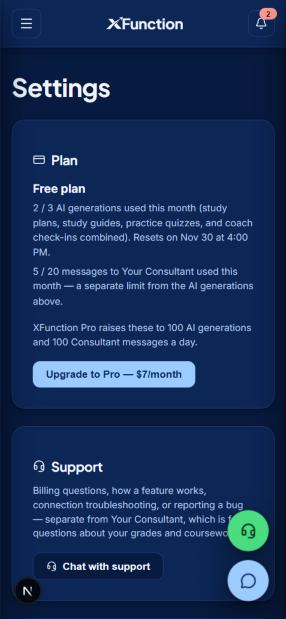 XFunction
2
Settings
Plan
Free plan
2 / 3 AI generations used this month (study
plans, study guides, practice quizzes, and coach
check-ins combined). Resets on Nov 30 at 4:00
PM.
5 / 20 messages to Your Consultant used this
month — a separate limit from the AI generations
above.
XFunction Pro raises these to 100 AI generations
and 100 Consultant messages a day.
Upgrade to Pro — $7/month
Support
Billing questions, how a feature works,
connection troubleshooting, or reporting a bug
— separate from Your Consultant, which is
questions about your grades and
Chat with support
N